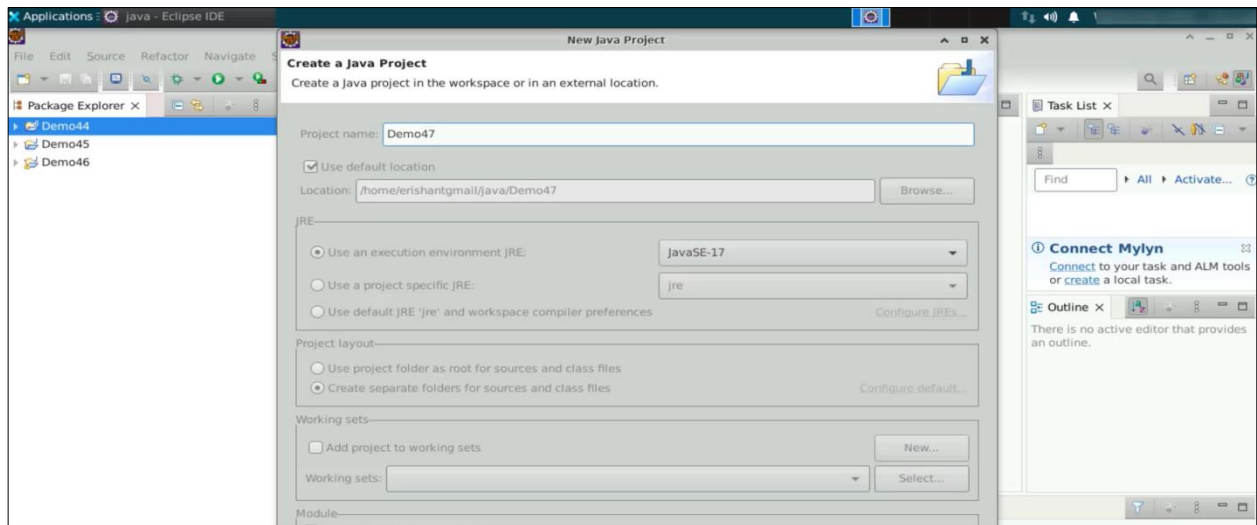 Applications java - Eclipse IDE
New Java Project
File Edit Source Refactor Navigate
Create a Java Project
Create a Java project in the workspace or in an external location.
Package Explorer
Task List
Demo44
Demo45
Demo46
Project name: Demo47
Use default location
Location: /home/erishantgmail/java/Demo47 Browse...
Find All Activate...
JRE
Use an execution environment JRE: JavaSE-17
Use a project specific JRE: jre
Use default JRE 'jre' and workspace compiler preferences Configure JREs...
Connect Mylyn
Connect to your task and ALM tools
or create a local task.
Outline
There is no active editor that provides
an outline.
Project layout
Use project folder as root for sources and class files
Create separate folders for sources and class files Configure default...
Working sets
Add project to working sets New...
Working sets: Select...
Module